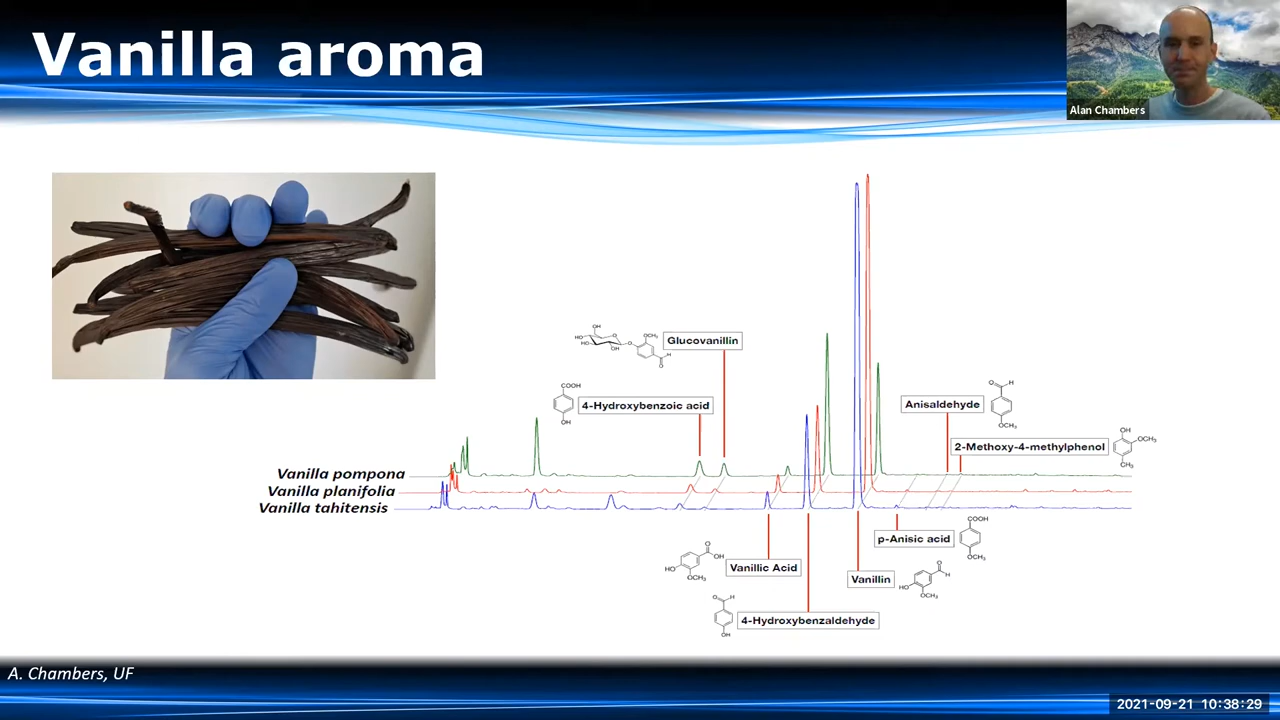 Vanilla aroma
Alan Chambers
Glucovanillin
4-Hydroxybenzoic acid
Anisaldehyde
2-Methoxy-4-methylphenol
Vanilla pompona
Vanilla planifolia
Vanilla tahitensis
p-Anisic acid
Vanillic Acid
Vanillin
4-Hydroxybenzaldehyde
A. Chambers, UF
2021-09-21 10:38:29